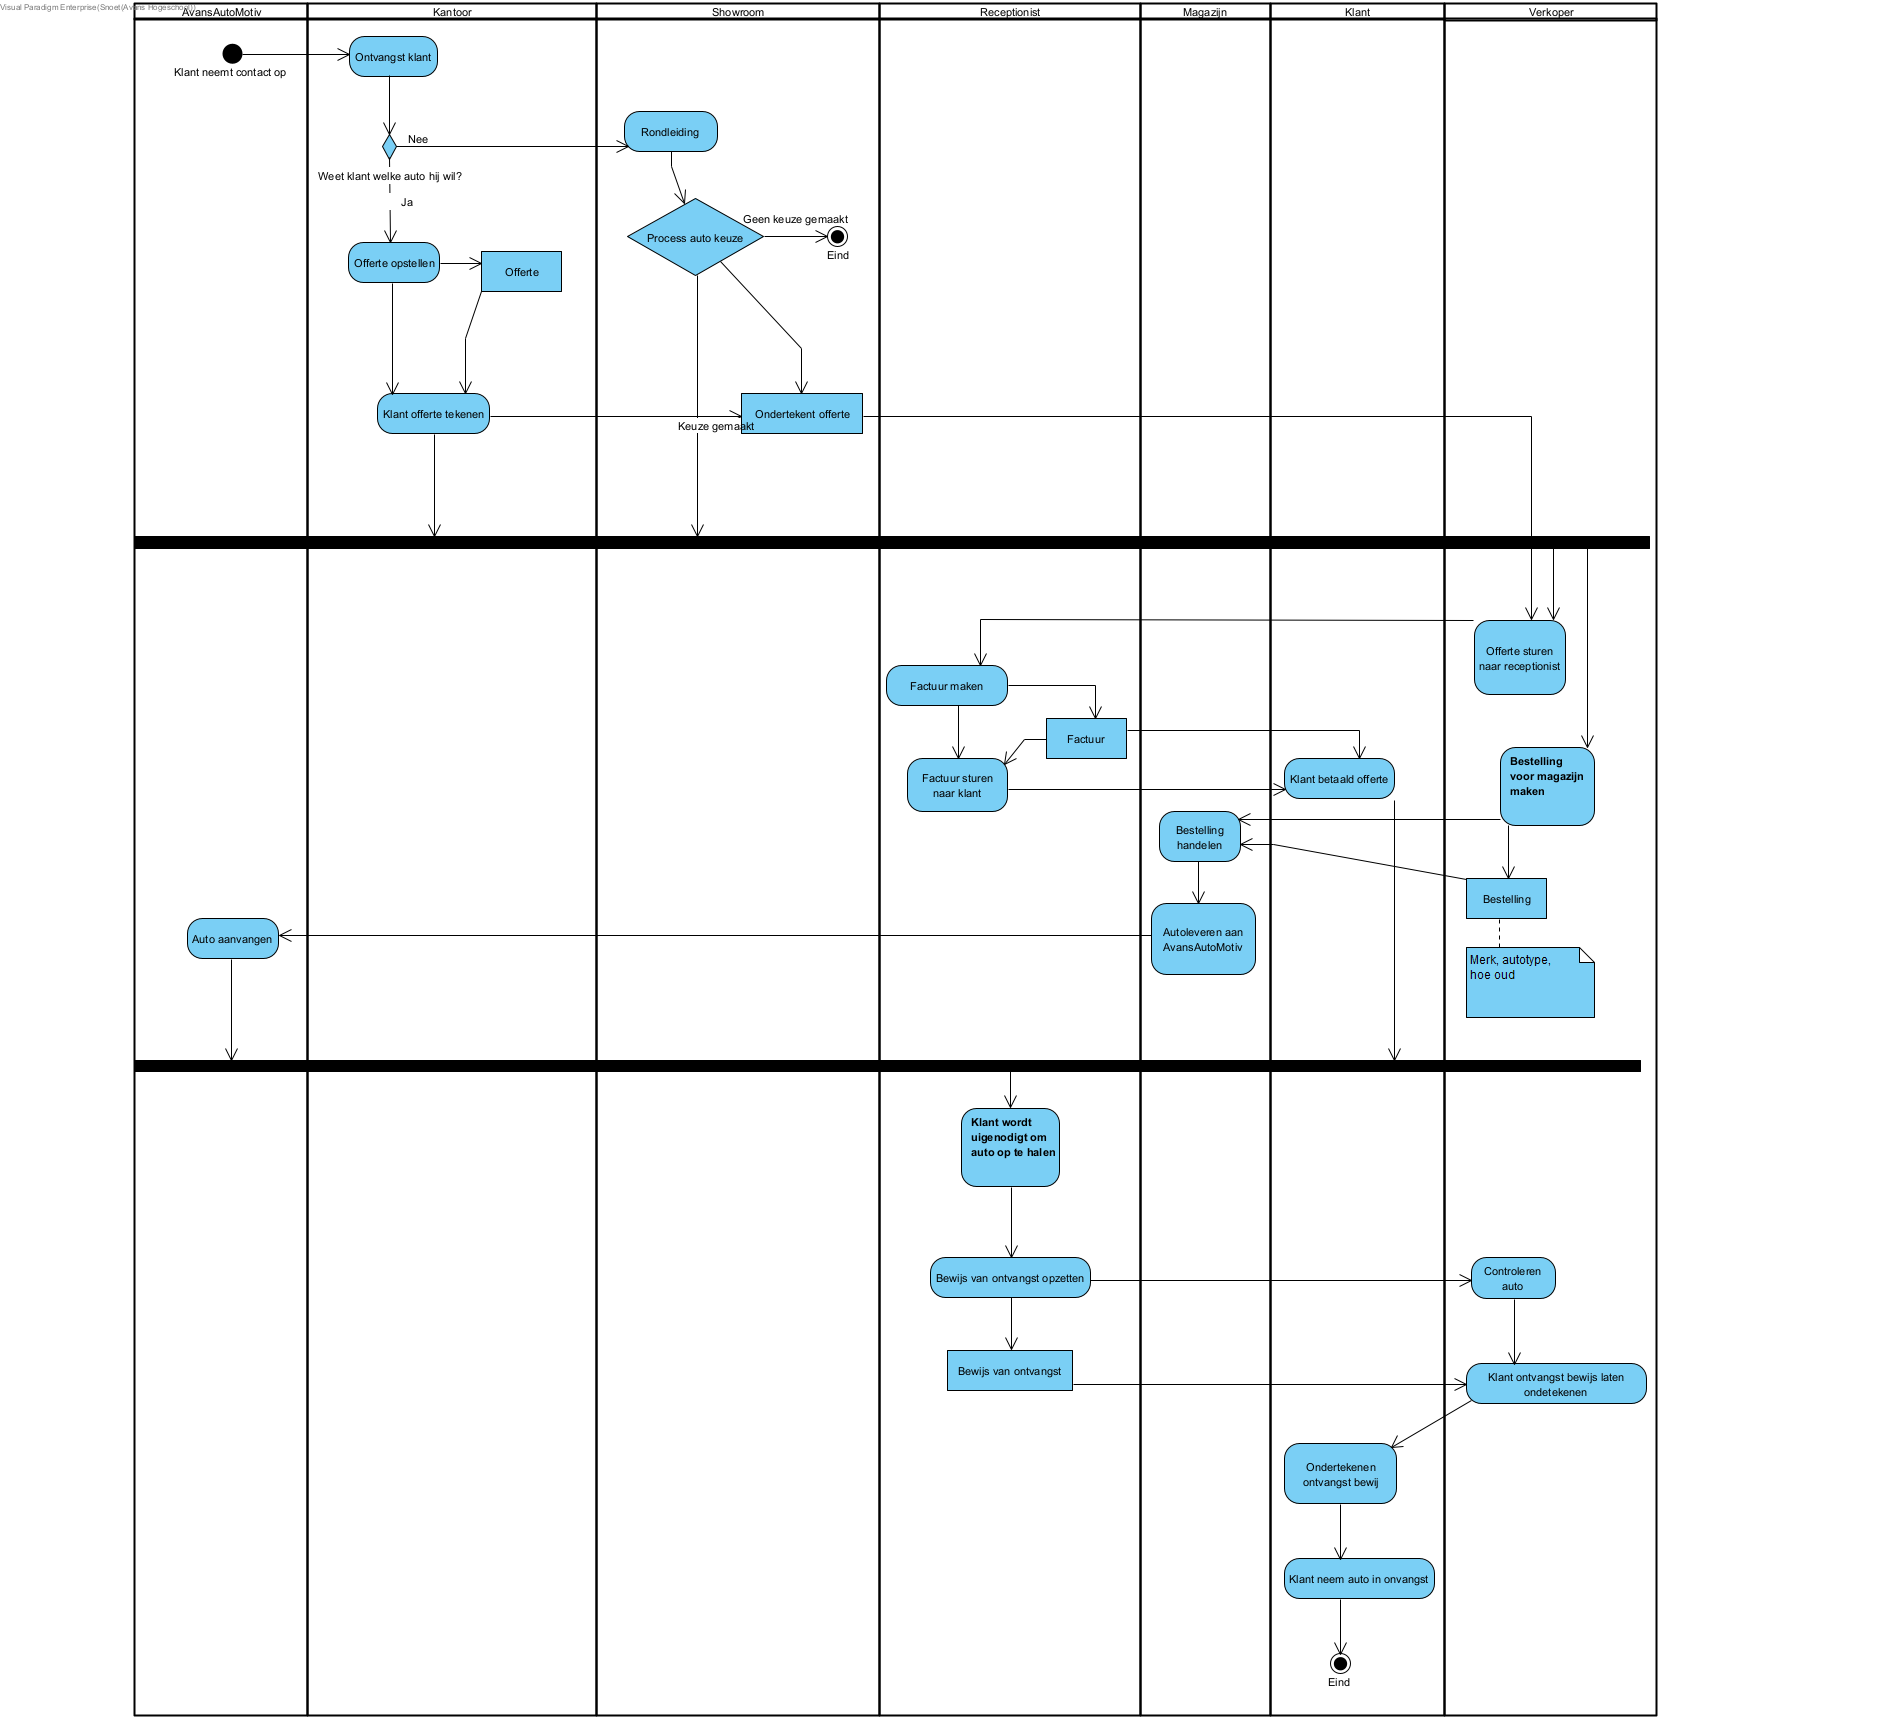 Visual Paradigm Enterprise(Snoet(Avans Hogeschool))
AvansAutoMotiv
Kantoor
Showroom
Receptionist
Magazijn
Klant
Verkoper
Klant neemt contact op
Ontvangst klant
Nee
Rondleiding
Weet klant welke auto hij wil?
Ja
Geen keuze gemaakt
Process auto keuze
Eind
Offerte opstellen
Offerte
Klant offerte tekenen
Ondertekent offerte
Keuze gemaakt
Offerte sturen
naar receptionist
Factuur maken
Factuur
Factuur sturen
naar klant
Klant betaald offerte
Bestelling
voor magazijn
maken
Bestelling
handelen
Bestelling
Autoleveren aan
AvansAutoMotiv
Auto aanvangen
Merk, autotype,
hoe oud
Klant wordt
uigenodigt om
auto op te halen
Bewijs van ontvangst opzetten
Controleren
auto
Bewijs van ontvangst
Klant ontvangst bewijs laten
ondetekenen
Ondertekenen
ontvangst bewij
Klant neem auto in onvangst
Eind